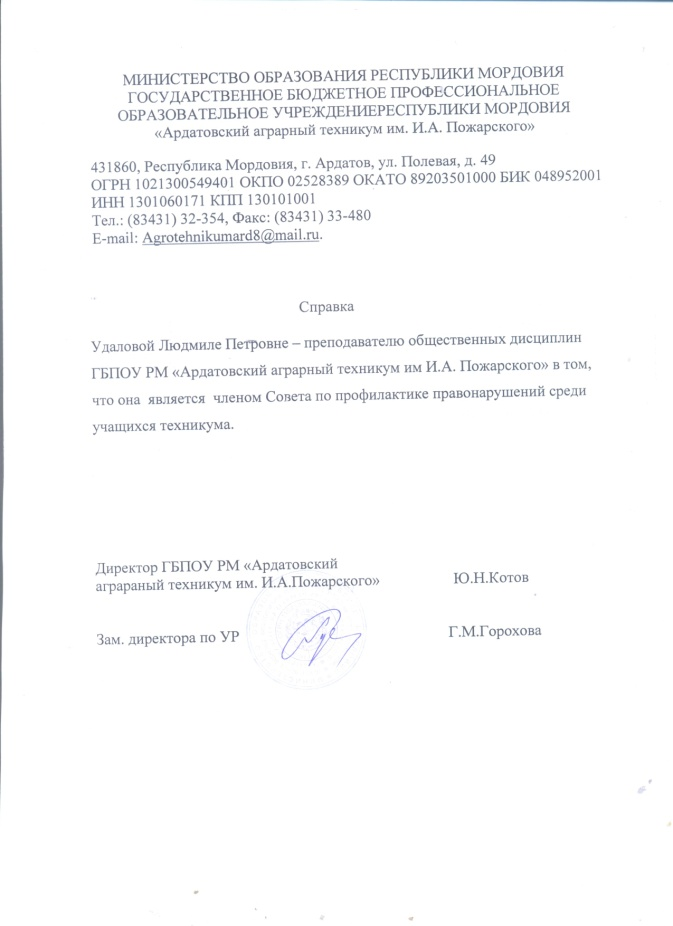 МИНИСТЕРСТВО ОБРАЗОВАНИЯ РЕСПУБЛИКИ МОРДОВИЯ
ГОСУДАРСТВЕННОЕ БЮДЖЕТНОЕ ПРОФЕССИОНАЛЬНОЕ
ОБРАЗОВАТЕЛЬНОЕ УЧРЕЖДЕНИЕРЕСПУБЛИКИ МОРДОВИЯ
«Ардатовский аграрный техникум им. И.А. Пожарского»
431860, Республика Мордовия, г. Ардатов, ул. Полевая, д. 49
ОГРН 1021300549401 ОКПО 02528389 ОКАТО 89203501000 БИК 048952001
ИНН 1301060171 КПП 130101001
Тел.: (83431) 32-354, Факс: (83431) 33-480
E-mail: Agrotehnikumard8@mail.ru.
Справка
Удаловой Людмиле Петровне – преподавателю общественных дисциплин
ГБПОУ РМ «Ардатовский аграрный техникум им И.А. Пожарского» в том,
что она является членом Совета по профилактике правонарушений среди
учащихся техникума.
Директор ГБПОУ РМ «Ардатовский
аграраный техникум им. И.А.Пожарского» Ю.Н.Котов
Зам. директора по УР Г.М.Горохова